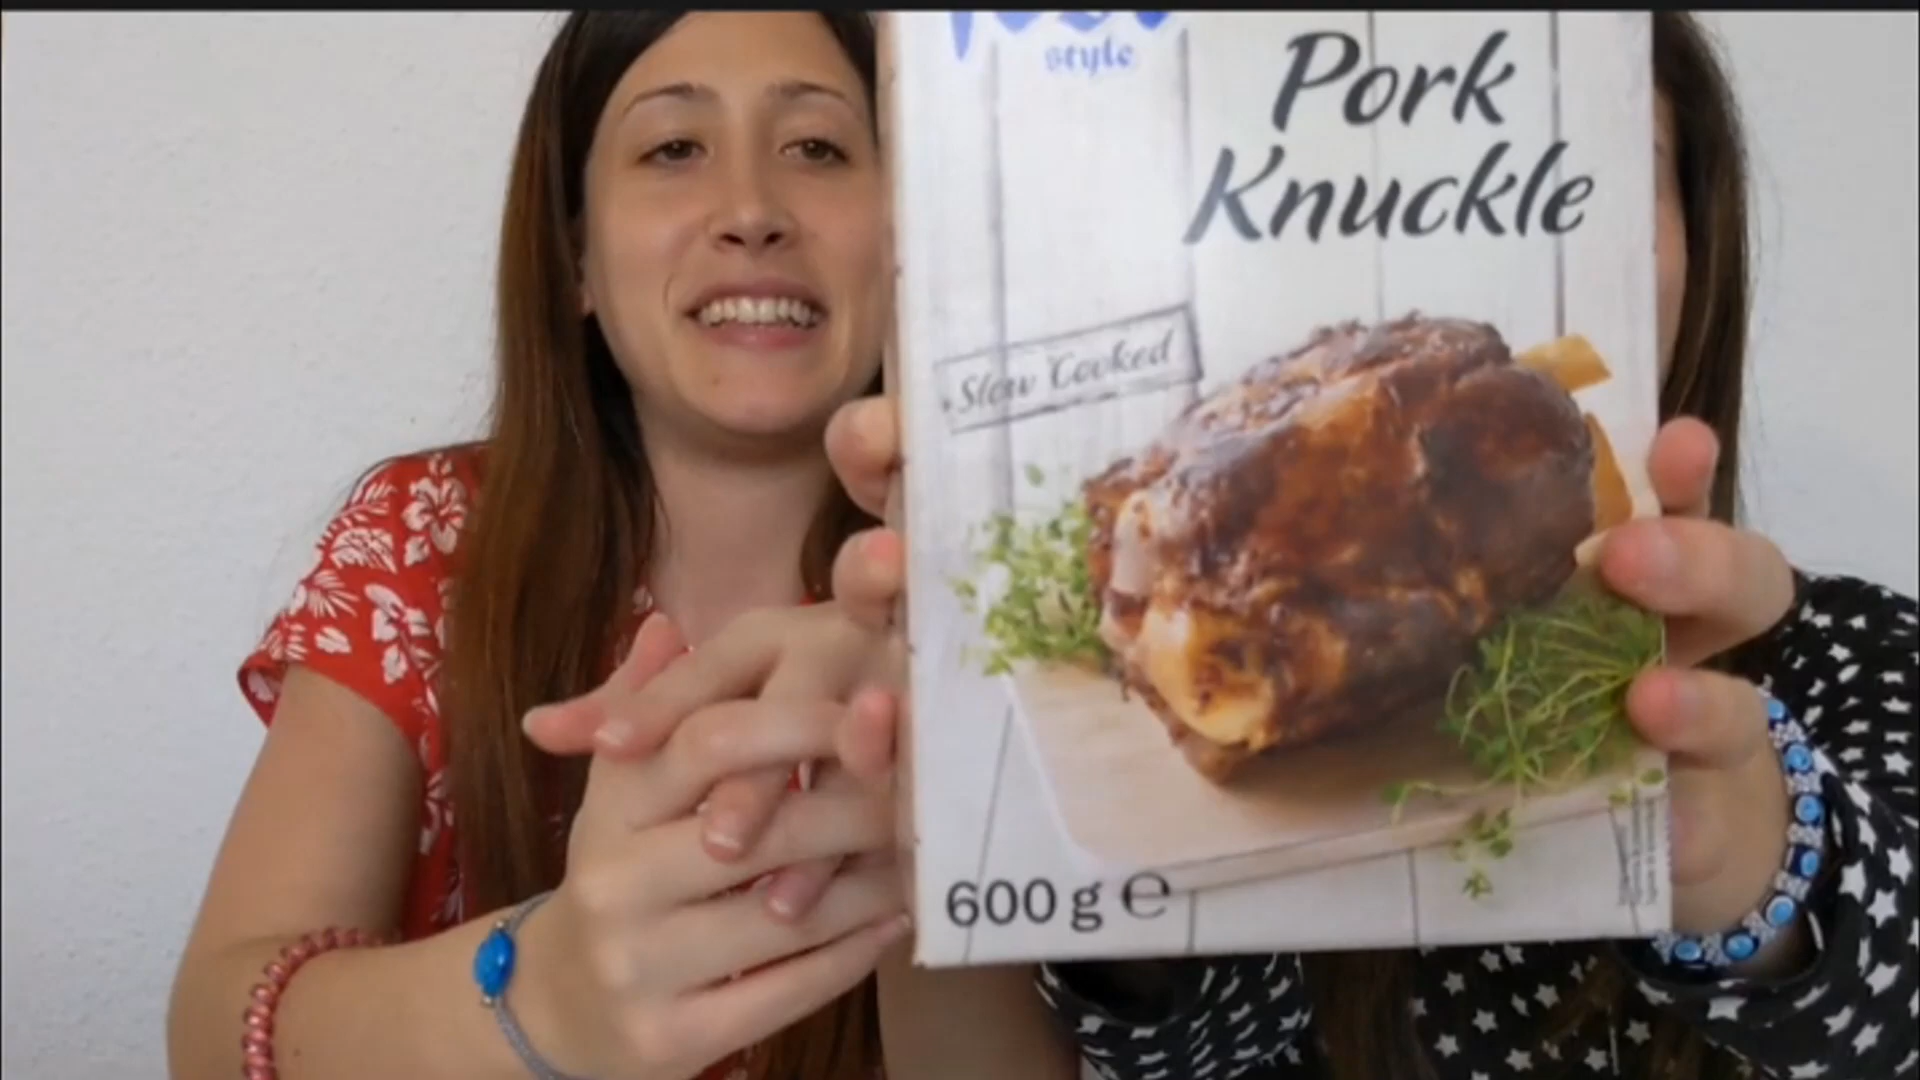 style
Pork
Knuckle
Slow Cooked
600 g ℮